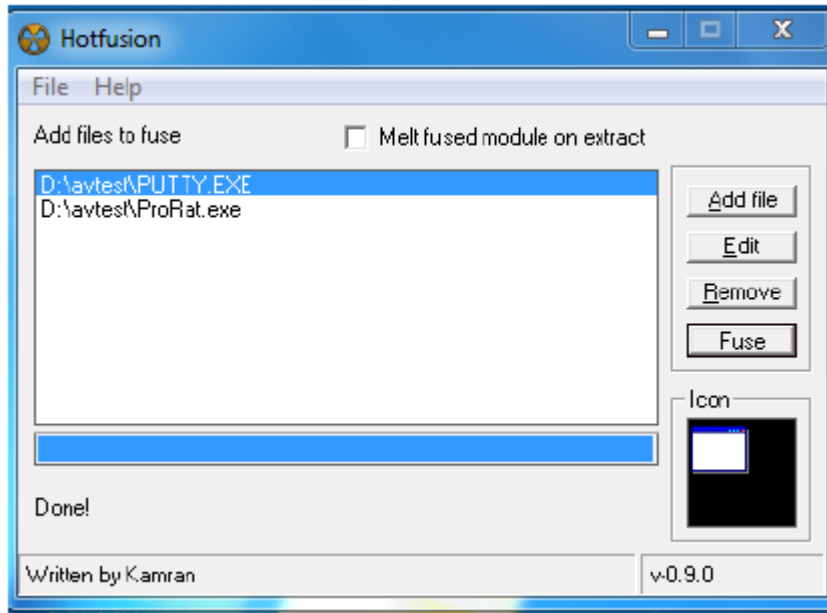 Hotfusion
File Help
Add files to fuse
Melt fused module on extract
D:\avtest\PUTTY.EXE
D:\avtest\ProRat.exe
Add file
Edit
Remove
Fuse
Icon
Done!
Written by Kamran
v-0.9.0